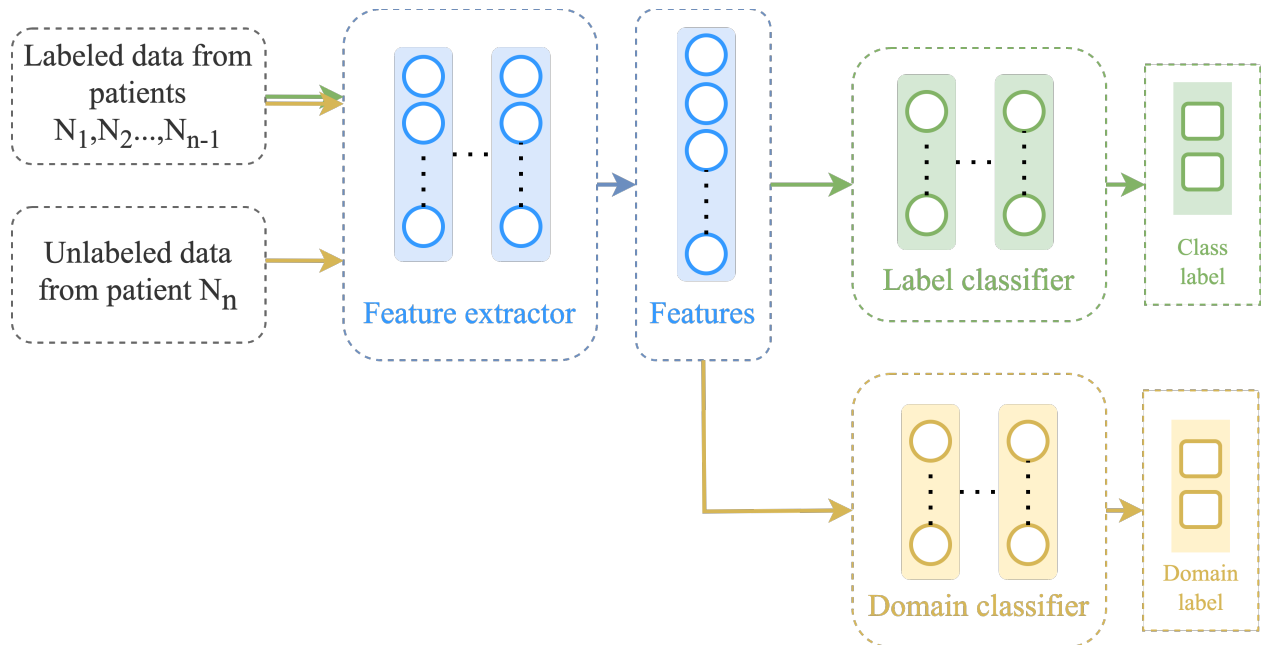 Labeled data from
patients
N₁,N₂...,Nₙ₋₁
Unlabeled data
from patient Nₙ
Feature extractor
Features
Label classifier
Class
label
Domain classifier
Domain
label